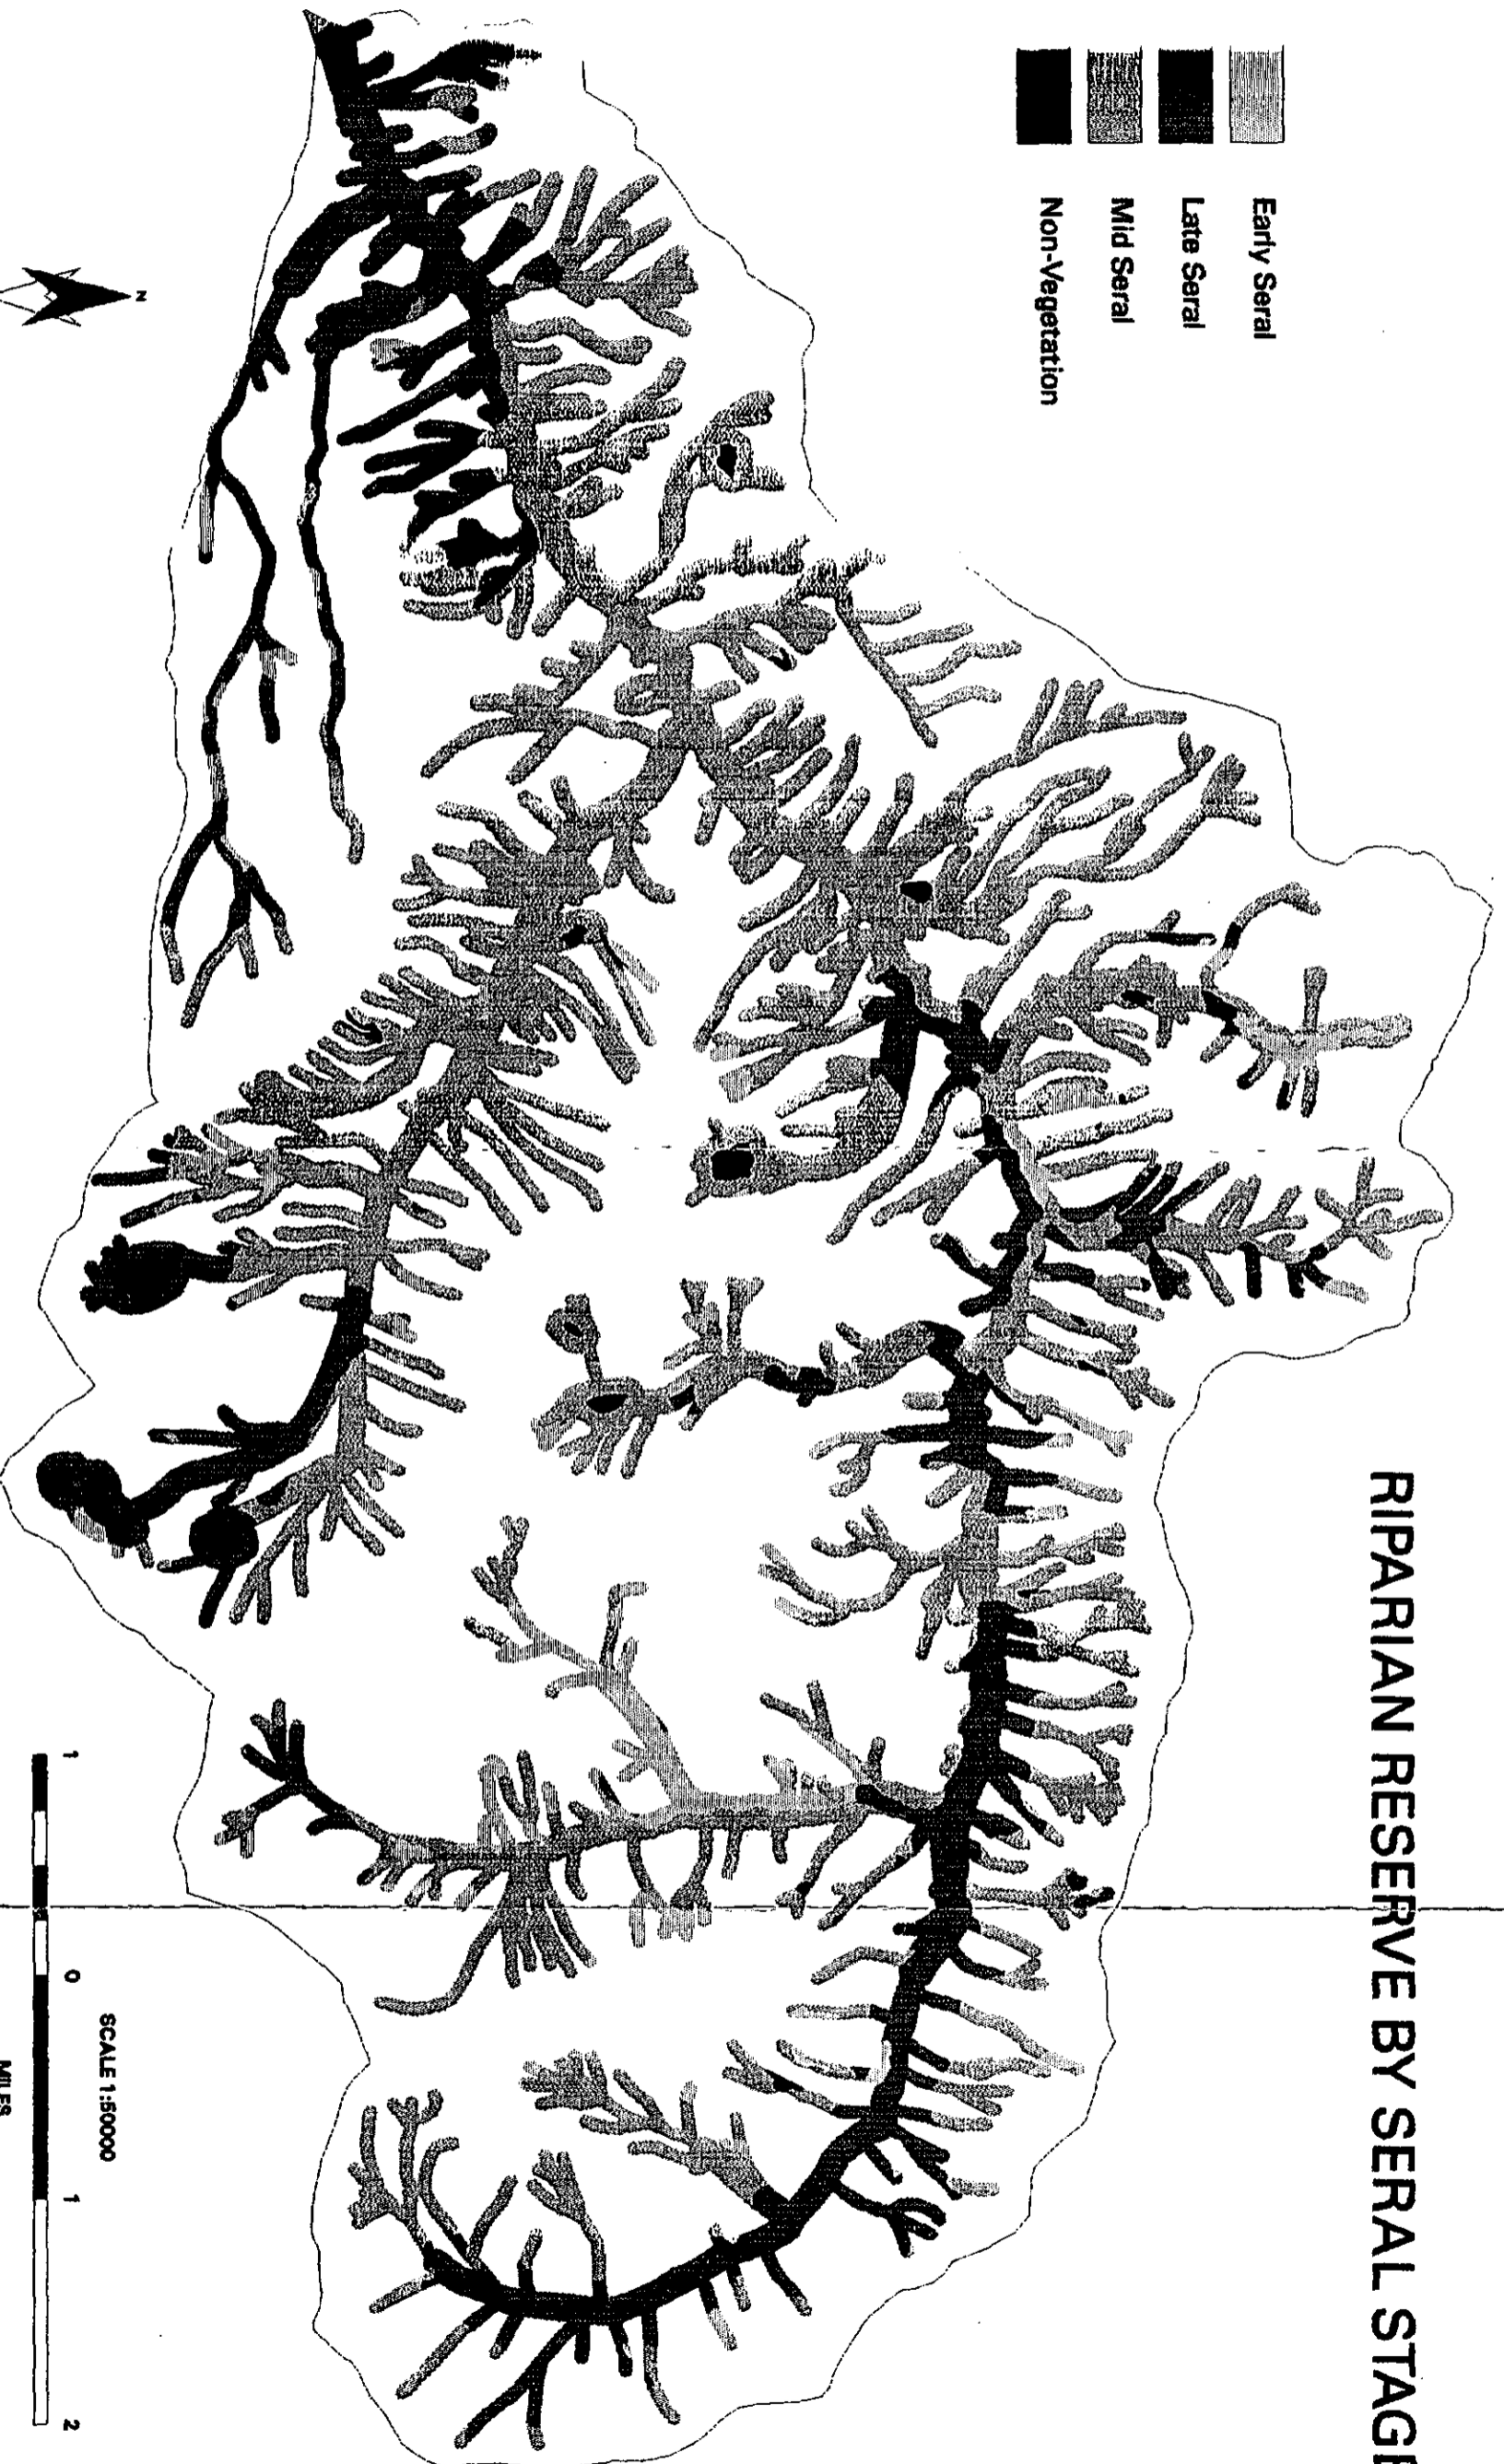 RIPARIAN RESERVE BY SERAL STAGE
Early Seral
Late Seral
Mid Seral
Non-Vegetation
N
SCALE 1:50000
1 0 1 2
MILES